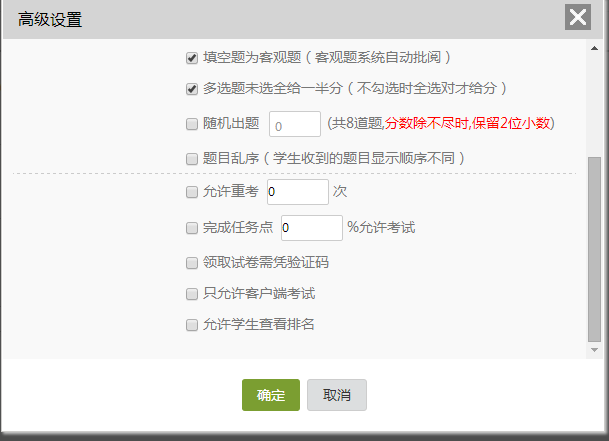 高级设置
填空题为客观题（客观题系统自动批阅）
多选题未选全给一半分（不勾选时全选对才给分）
随机出题 0 (共8道题,分数除不尽时,保留2位小数)
题目乱序（学生收到的题目显示顺序不同）
允许重考 0 次
完成任务点 0 %允许考试
领取试卷需凭验证码
只允许客户端考试
允许学生查看排名
确定 取消